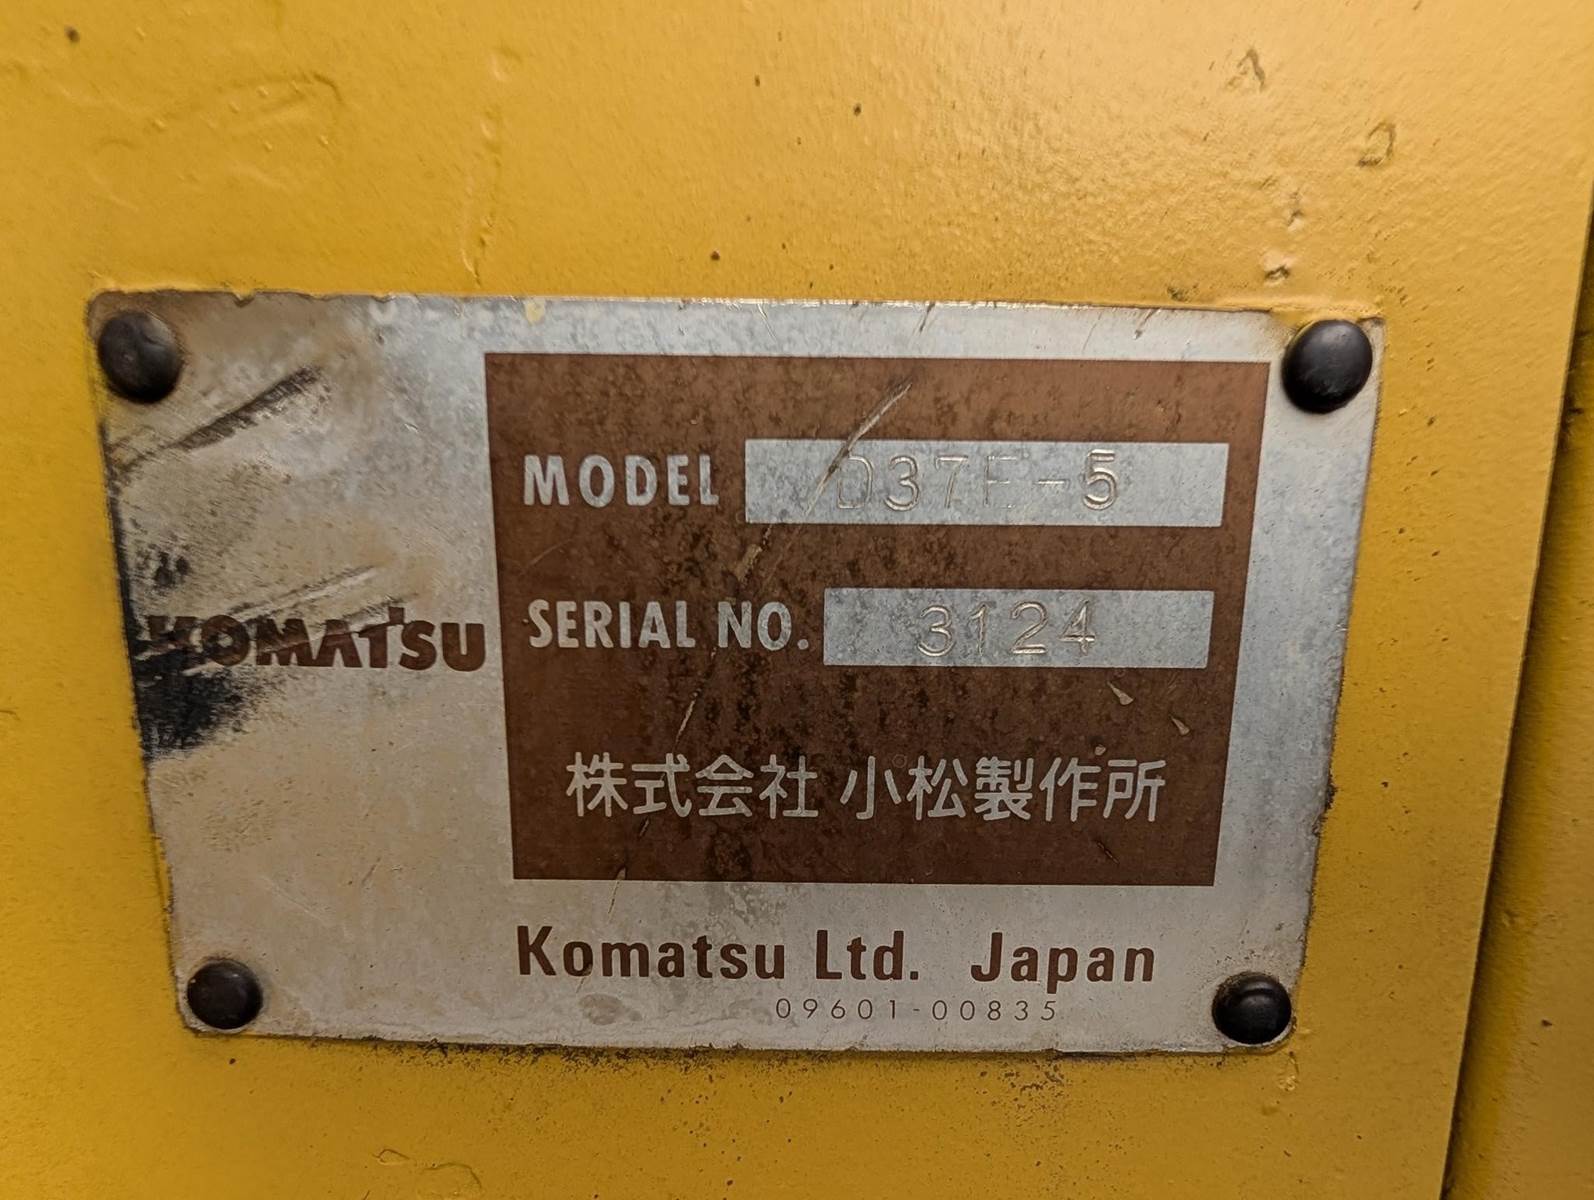 MODEL D37E-5
KOMATSU
SERIAL NO. 3124
株式会社 小松製作所
Komatsu Ltd. Japan
09601-00835